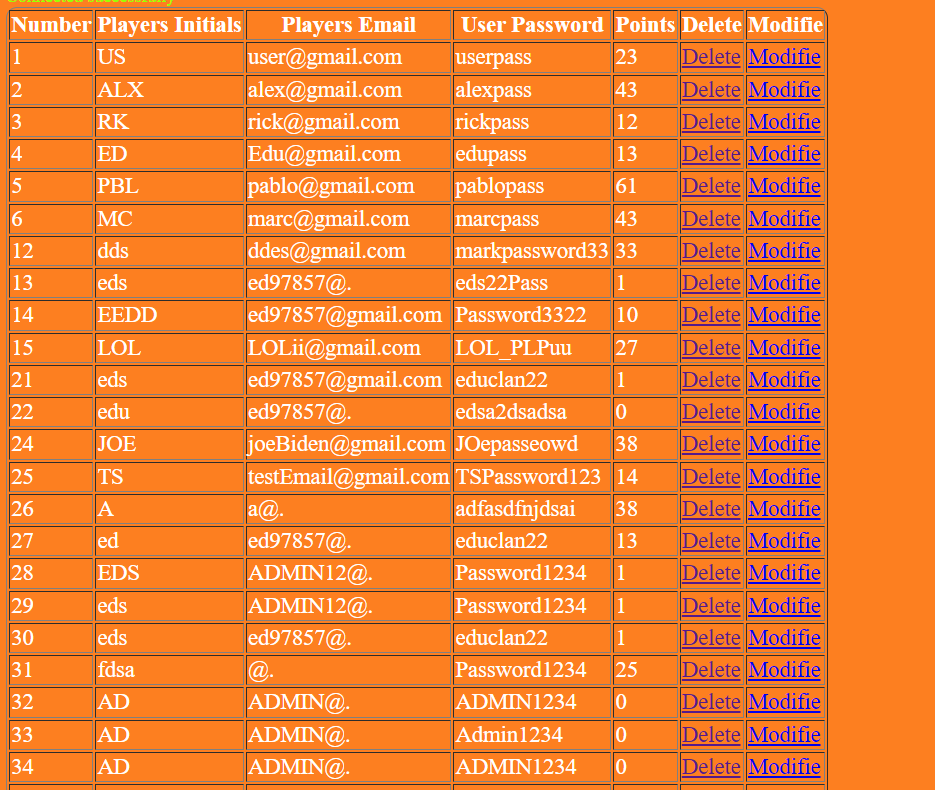 Connected successfully
Number Players Initials Players Email User Password Points Delete Modifie
1 US user@gmail.com userpass 23 Delete Modifie
2 ALX alex@gmail.com alexpass 43 Delete Modifie
3 RK rick@gmail.com rickpass 12 Delete Modifie
4 ED Edu@gmail.com edupass 13 Delete Modifie
5 PBL pablo@gmail.com pablopass 61 Delete Modifie
6 MC marc@gmail.com marcpass 43 Delete Modifie
12 dds ddes@gmail.com markpassword33 33 Delete Modifie
13 eds ed97857@. eds22Pass 1 Delete Modifie
14 EEDD ed97857@gmail.com Password3322 10 Delete Modifie
15 LOL LOLii@gmail.com LOL_PLPuu 27 Delete Modifie
21 eds ed97857@gmail.com educlan22 1 Delete Modifie
22 edu ed97857@. edsa2dsadsa 0 Delete Modifie
24 JOE joeBiden@gmail.com JOepasseowd 38 Delete Modifie
25 TS testEmail@gmail.com TSPassword123 14 Delete Modifie
26 A a@. adfasdfnjdsai 38 Delete Modifie
27 ed ed97857@. educlan22 13 Delete Modifie
28 EDS ADMIN12@. Password1234 1 Delete Modifie
29 eds ADMIN12@. Password1234 1 Delete Modifie
30 eds ed97857@. educlan22 1 Delete Modifie
31 fdsa @. Password1234 25 Delete Modifie
32 AD ADMIN@. ADMIN1234 0 Delete Modifie
33 AD ADMIN@. Admin1234 0 Delete Modifie
34 AD ADMIN@. ADMIN1234 0 Delete Modifie